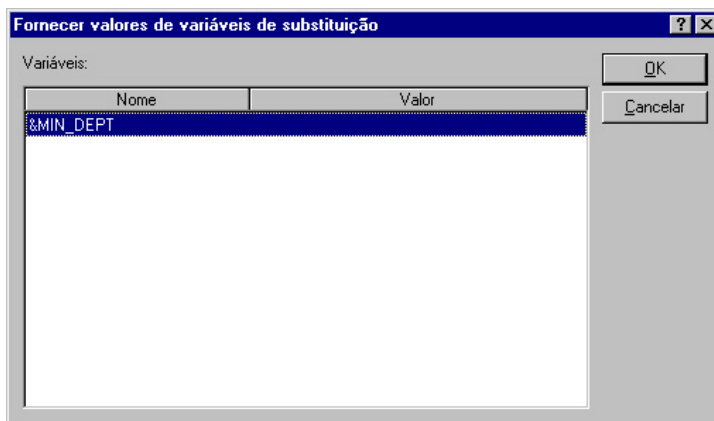 Fornecer valores de variáveis de substituição
Variáveis:
OK
Nome Valor
Cancelar
&MIN_DEPT